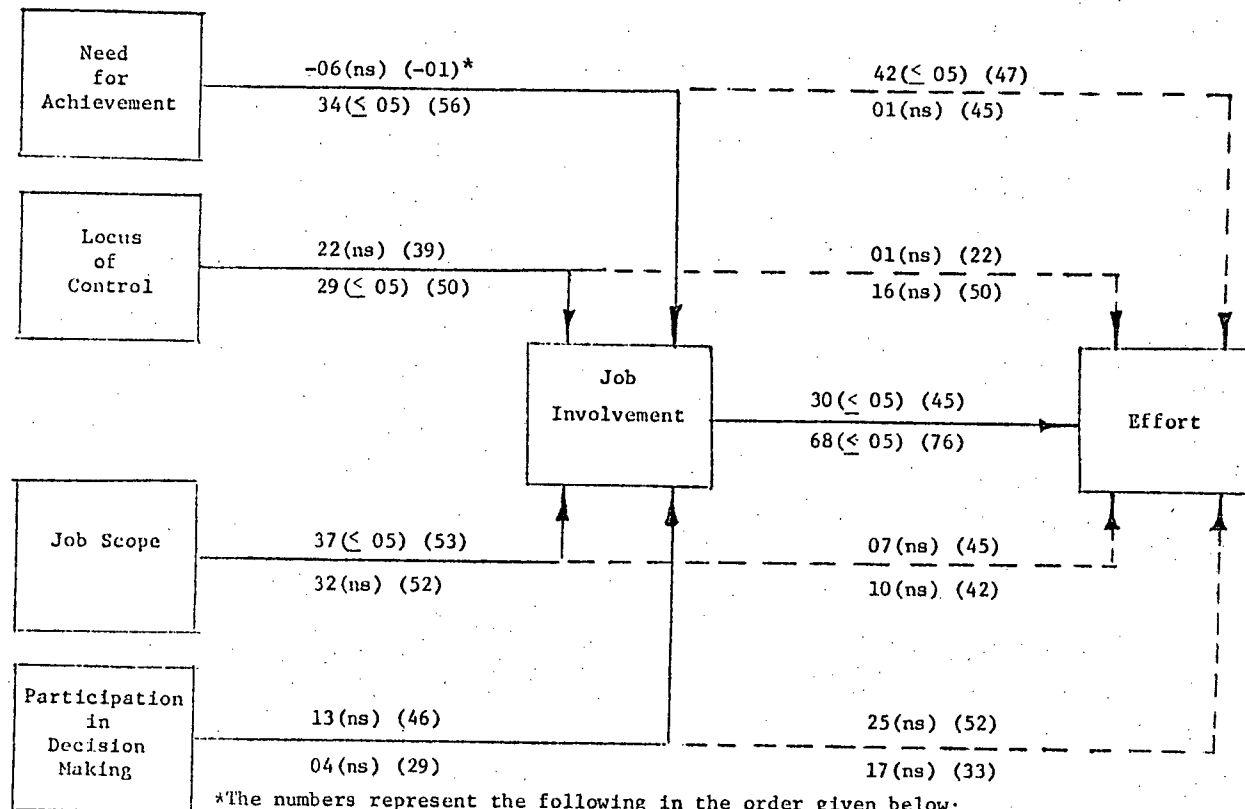 Need
for
Achievement
-06(ns) (-01)*
34(≤ 05) (56)
42(≤ 05) (47)
01(ns) (45)
Locus
of
Control
22(ns) (39)
29(≤ 05) (50)
01(ns) (22)
16(ns) (50)
Job
Involvement
30(≤ 05) (45)
68(≤ 05) (76)
Effort
Job Scope
37(≤ 05) (53)
32(ns) (52)
07(ns) (45)
10(ns) (42)
Participation
in
Decision
Making
13(ns) (46)
04(ns) (29)
25(ns) (52)
17(ns) (33)
*The numbers represent the following in the order given below: